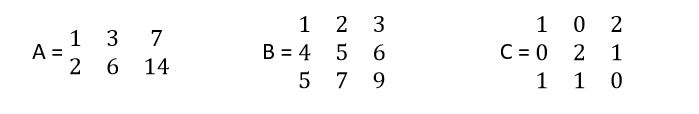 A = 1 3 7
2 6 14
B = 1 2 3
4 5 6
5 7 9
C = 1 0 2
0 2 1
1 1 0